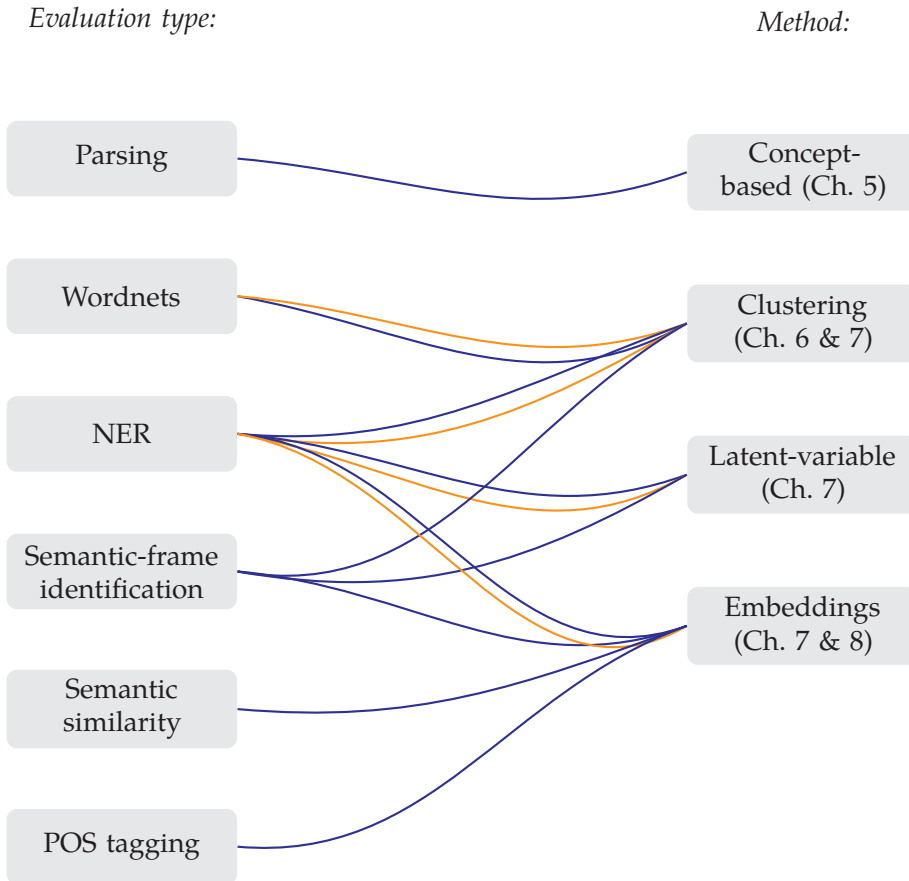 Evaluation type:
Method:
Parsing
Concept-
based (Ch. 5)
Wordnets
Clustering
(Ch. 6 & 7)
NER
Latent-variable
(Ch. 7)
Semantic-frame
identification
Embeddings
(Ch. 7 & 8)
Semantic
similarity
POS tagging